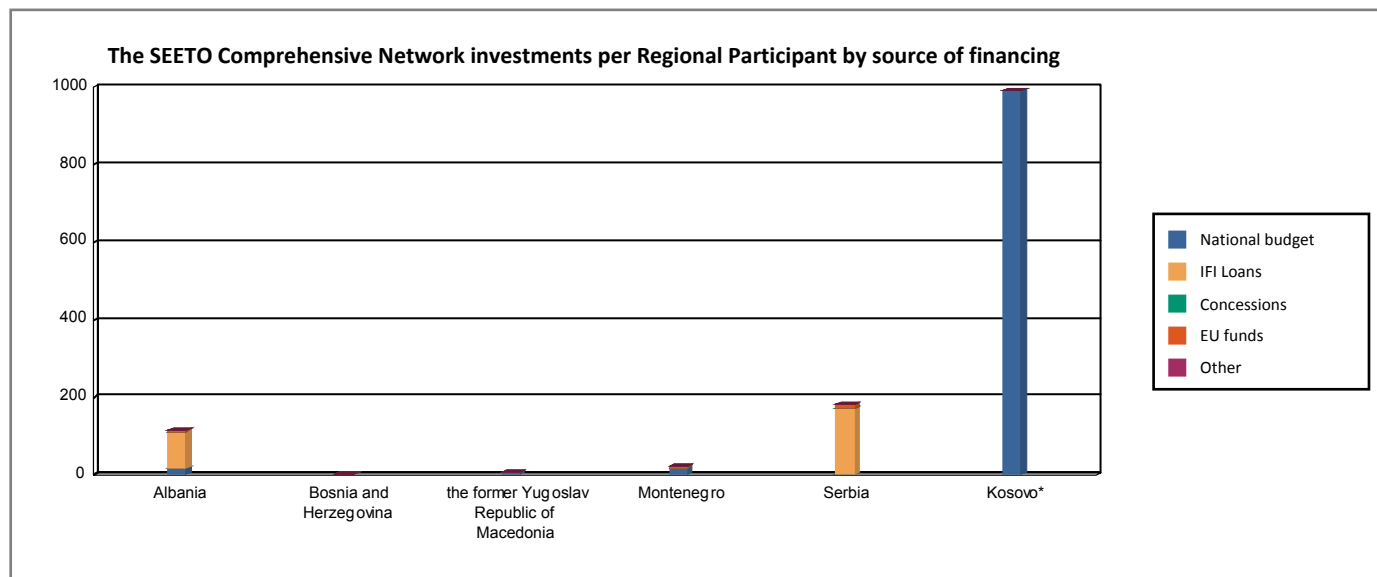 The SEETO Comprehensive Network investments per Regional Participant by source of financing
1000
800
600
400
200
0
Albania
Bosnia and
Herzegovina
the former Yugoslav
Republic of
Macedonia
Montenegro
Serbia
Kosovo*
National budget
IFI Loans
Concessions
EU funds
Other